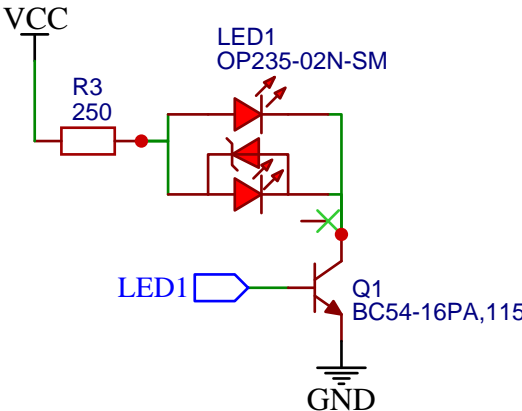 VCC
LED1
OP235-02N-SM
R3
250
LED1
Q1
BC54-16PA,115
GND